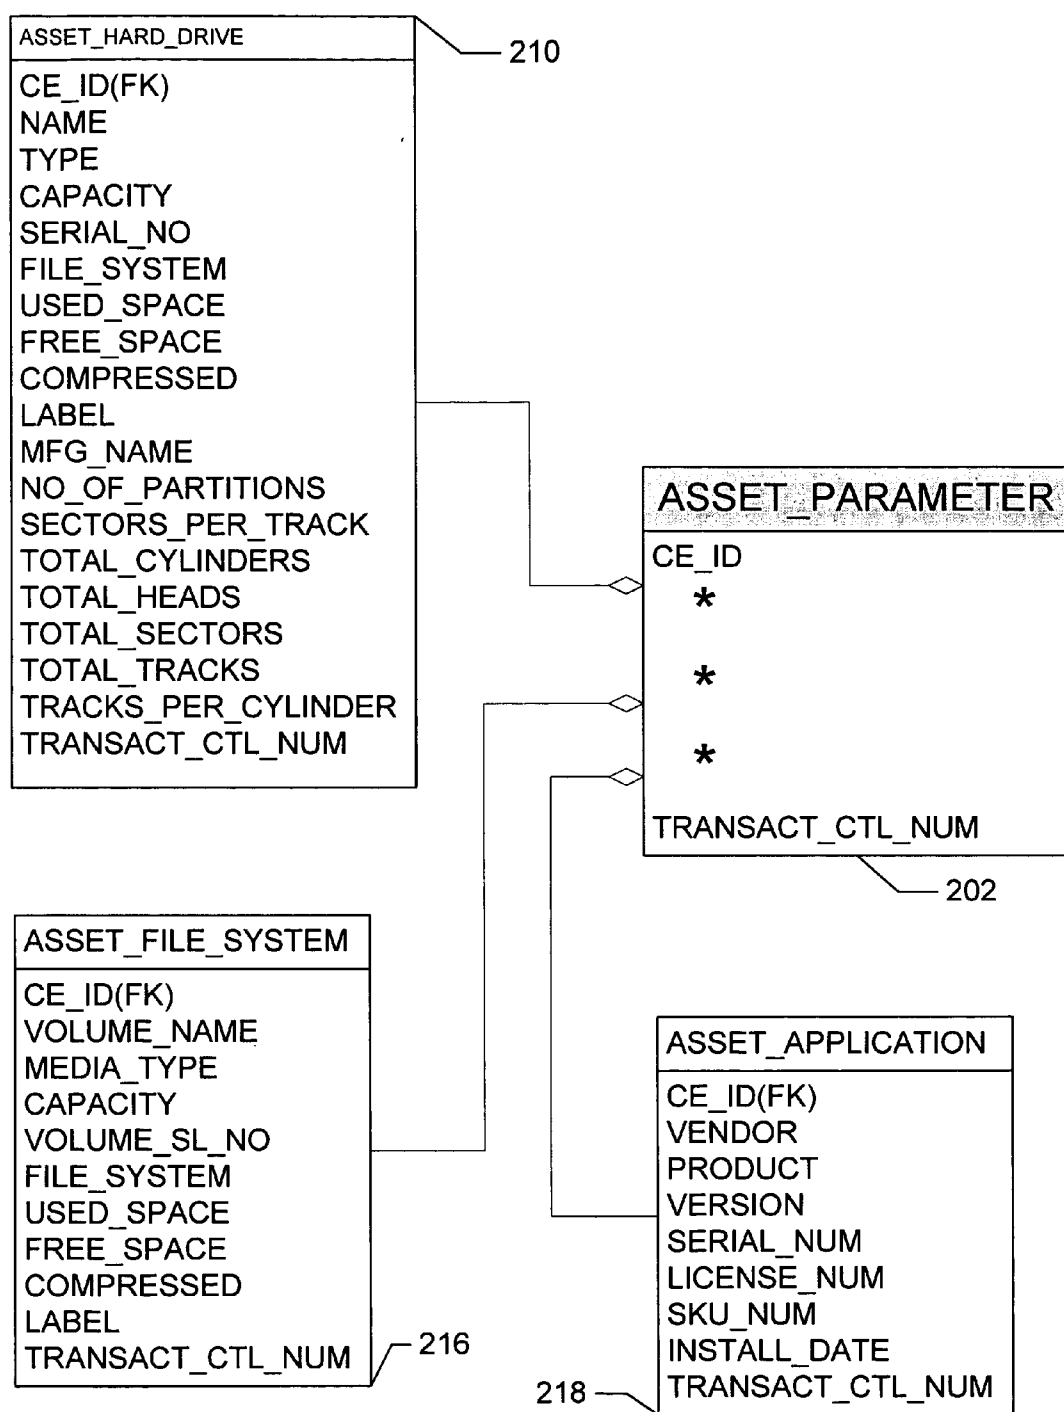 ASSET_HARD_DRIVE
210
CE_ID(FK)
NAME
TYPE
CAPACITY
SERIAL_NO
FILE_SYSTEM
USED_SPACE
FREE_SPACE
COMPRESSED
LABEL
MFG_NAME
NO_OF_PARTITIONS
SECTORS_PER_TRACK
TOTAL_CYLINDERS
TOTAL_HEADS
TOTAL_SECTORS
TOTAL_TRACKS
TRACKS_PER_CYLINDER
TRANSACT_CTL_NUM
ASSET_PARAMETER
CE_ID
*
*
*
TRANSACT_CTL_NUM
202
ASSET_FILE_SYSTEM
CE_ID(FK)
VOLUME_NAME
MEDIA_TYPE
CAPACITY
VOLUME_SL_NO
FILE_SYSTEM
USED_SPACE
FREE_SPACE
COMPRESSED
LABEL
TRANSACT_CTL_NUM
216
ASSET_APPLICATION
CE_ID(FK)
VENDOR
PRODUCT
VERSION
SERIAL_NUM
LICENSE_NUM
SKU_NUM
INSTALL_DATE
TRANSACT_CTL_NUM
218